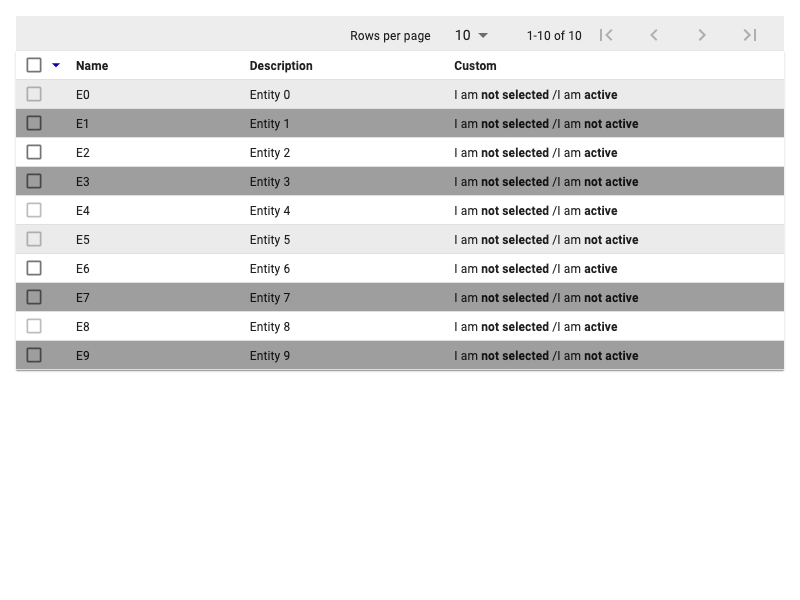 Rows per page 10 1-10 of 10
Name Description Custom
E0 Entity 0 I am not selected /I am active
E1 Entity 1 I am not selected /I am not active
E2 Entity 2 I am not selected /I am active
E3 Entity 3 I am not selected /I am not active
E4 Entity 4 I am not selected /I am active
E5 Entity 5 I am not selected /I am not active
E6 Entity 6 I am not selected /I am active
E7 Entity 7 I am not selected /I am not active
E8 Entity 8 I am not selected /I am active
E9 Entity 9 I am not selected /I am not active